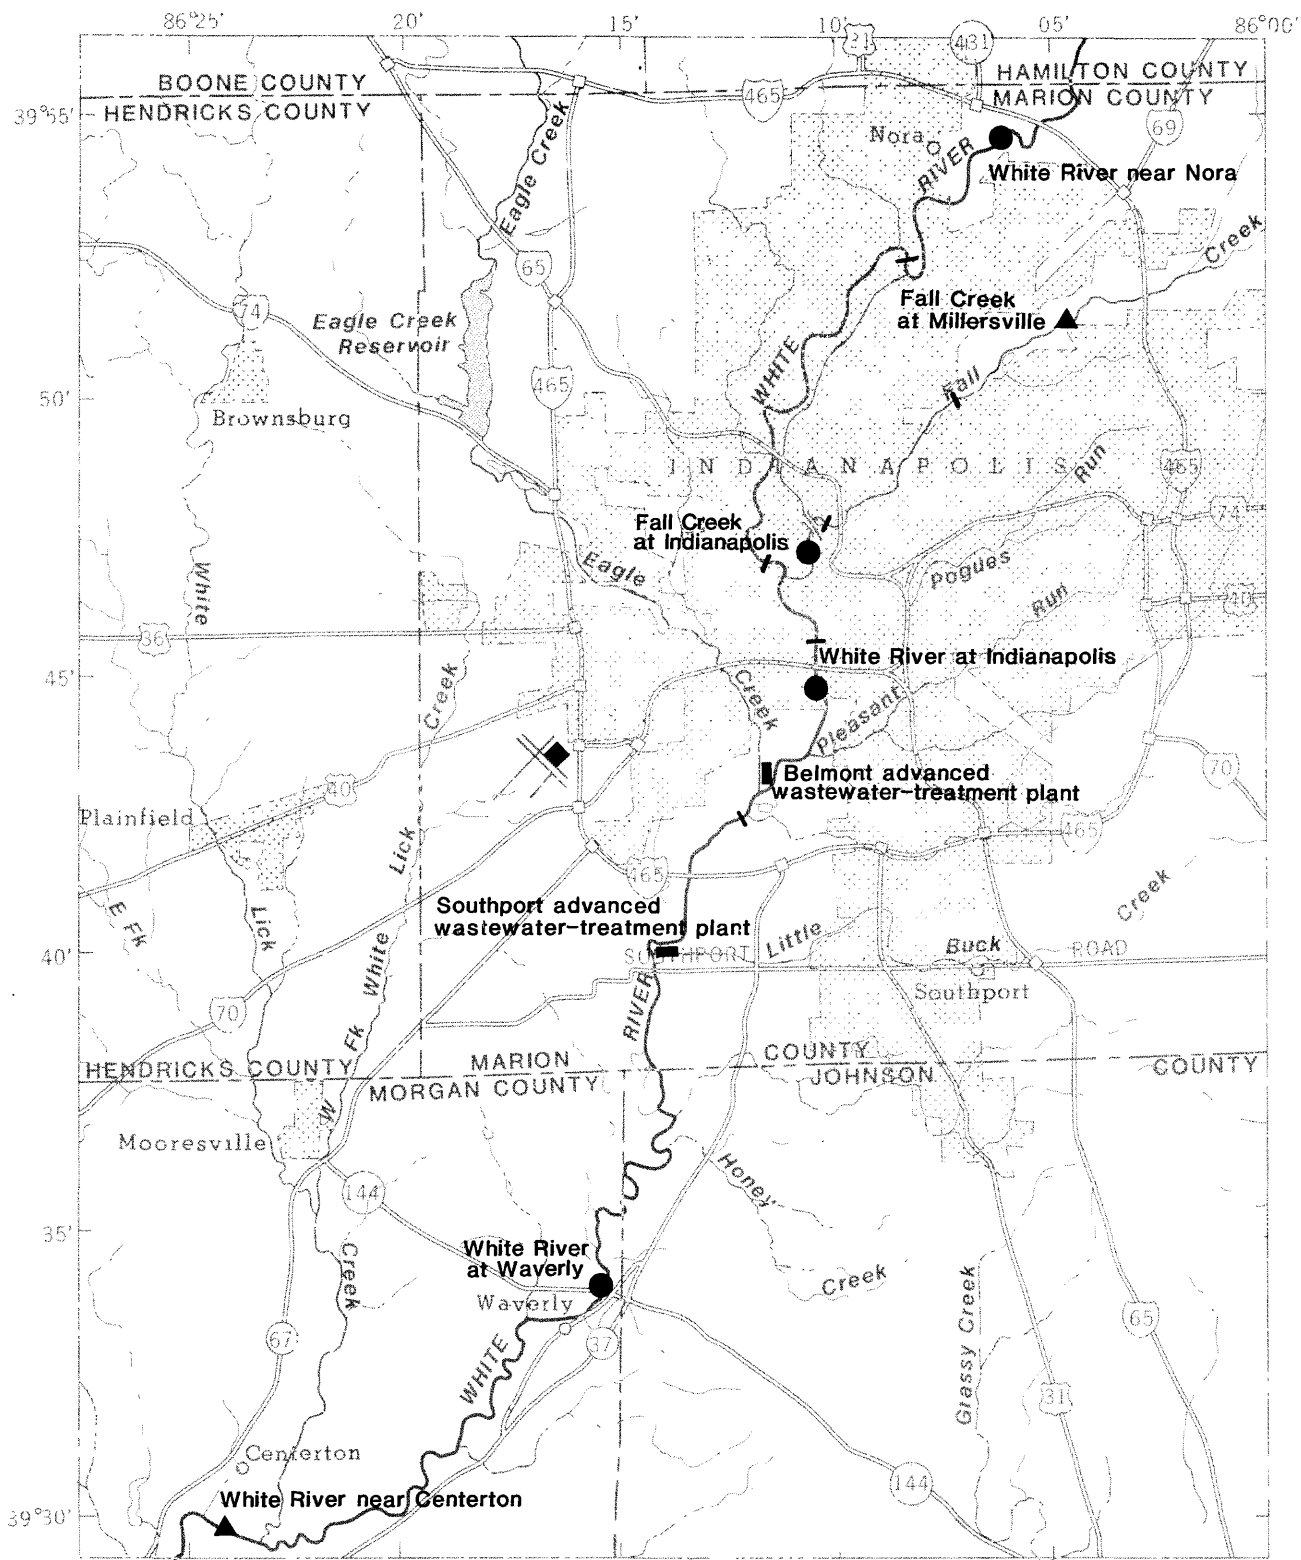 86°25' 20' 15' 10' 05' 86°00'
31 431
BOONE COUNTY
HAMILTON COUNTY
HENDRICKS COUNTY
MARION COUNTY
465
39°55'
69
Nora
RIVER
Eagle Creek
White River near Nora
Creek
65
Fall Creek
at Millersville
74
Eagle Creek
Reservoir
WHITE
465
Fall
50'
Brownsburg
INDIANAPOLIS
Run
465
74
Fall Creek
at Indianapolis
Eagle
Pogues
White
Run
40
36
White River at Indianapolis
45'
Creek
Creek
Pleasant
70
Belmont advanced
wastewater-treatment plant
40
Plainfield
465
Lick
465
Creek
E Fk
Lick
Southport advanced
wastewater-treatment plant
Little
Buck
ROAD
SOUTHPORT
40'
White
Southport
RIVER
70
Fk
MARION
COUNTY
HENDRICKS COUNTY
COUNTY
MORGAN COUNTY
JOHNSON
W
Mooresville
Honey
144
35'
White River
at Waverly
Creek
Creek
Waverly
Grassy Creek
65
67
37
WHITE
31
Centerton
144
White River near Centerton
39°30'